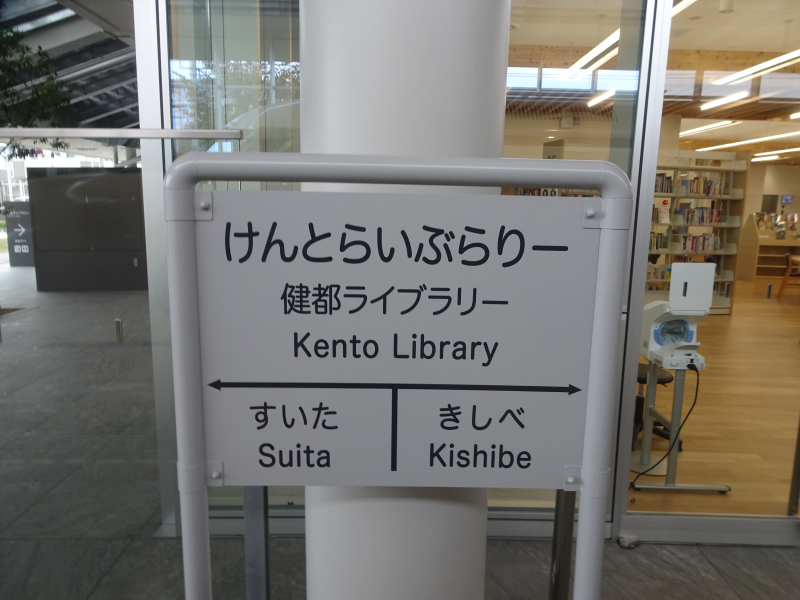 けんとらいぶらりー
健都ライブラリー
Kento Library
すいた
Suita
きしべ
Kishibe